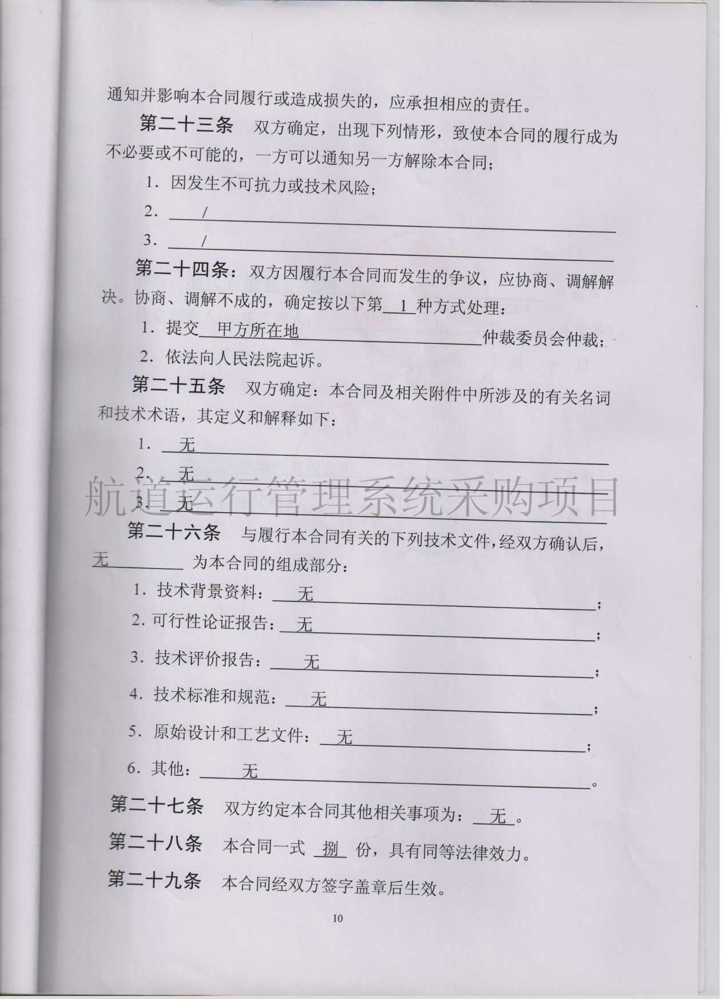 通知并影响本合同履行或造成损失的，应承担相应的责任。
第二十三条 双方确定，出现下列情形，致使本合同的履行成为
不必要或不可能的，一方可以通知另一方解除本合同；
1. 因发生不可抗力或技术风险；
2. /
3. /
第二十四条：双方因履行本合同而发生的争议，应协商、调解解
决。协商、调解不成的，确定按以下第 1 种方式处理：
1. 提交 甲方所在地 仲裁委员会仲裁；
2. 依法向人民法院起诉。
第二十五条 双方确定：本合同及相关附件中所涉及的有关名词
和技术术语，其定义和解释如下：
1. 无
2. 无
航道运行管理系统采购项目
3. 无
第二十六条 与履行本合同有关的下列技术文件，经双方确认后，
无 为本合同的组成部分：
1. 技术背景资料： 无 ；
2. 可行性论证报告： 无 ；
3. 技术评价报告： 无 ；
4. 技术标准和规范： 无 ；
5. 原始设计和工艺文件： 无 ；
6. 其他： 无 。
第二十七条 双方约定本合同其他相关事项为： 无 。
第二十八条 本合同一式 捌 份，具有同等法律效力。
第二十九条 本合同经双方签字盖章后生效。
10